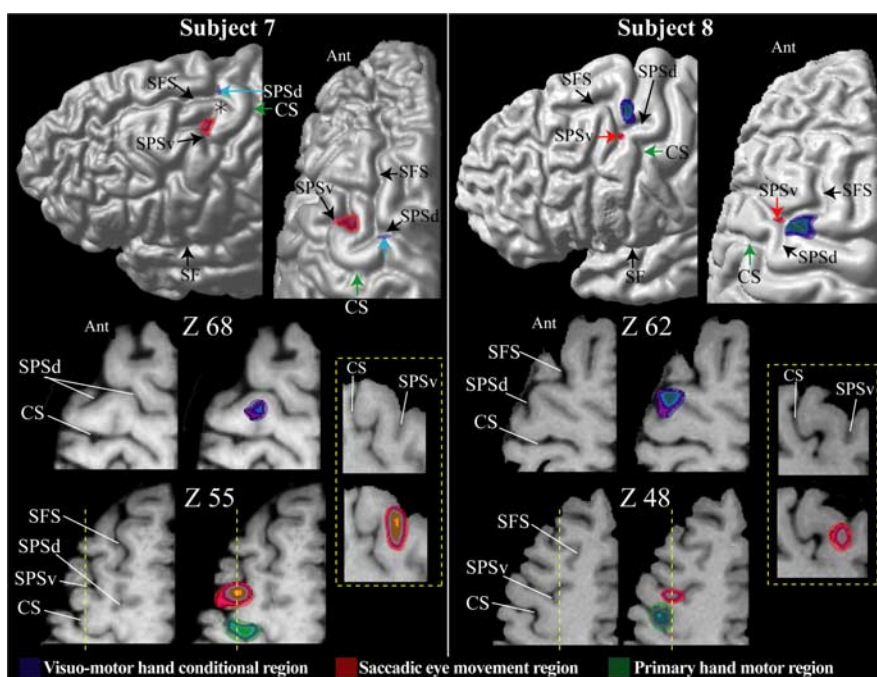 Subject 7
Ant
SFS
SPSd
CS
SPSv
SFS
SPSv
SPSd
SF
CS
Ant
Z 68
SPSd
CS
CS
SPSv
Z 55
SFS
SPSd
SPSv
CS
Subject 8
Ant
SFS
SPSd
SPSv
CS
SPSv
SFS
SF
CS
SPSd
Ant
Z 62
SFS
SPSd
CS
CS
SPSv
Z 48
SFS
SPSv
CS
Visuo-motor hand conditional region
Saccadic eye movement region
Primary hand motor region